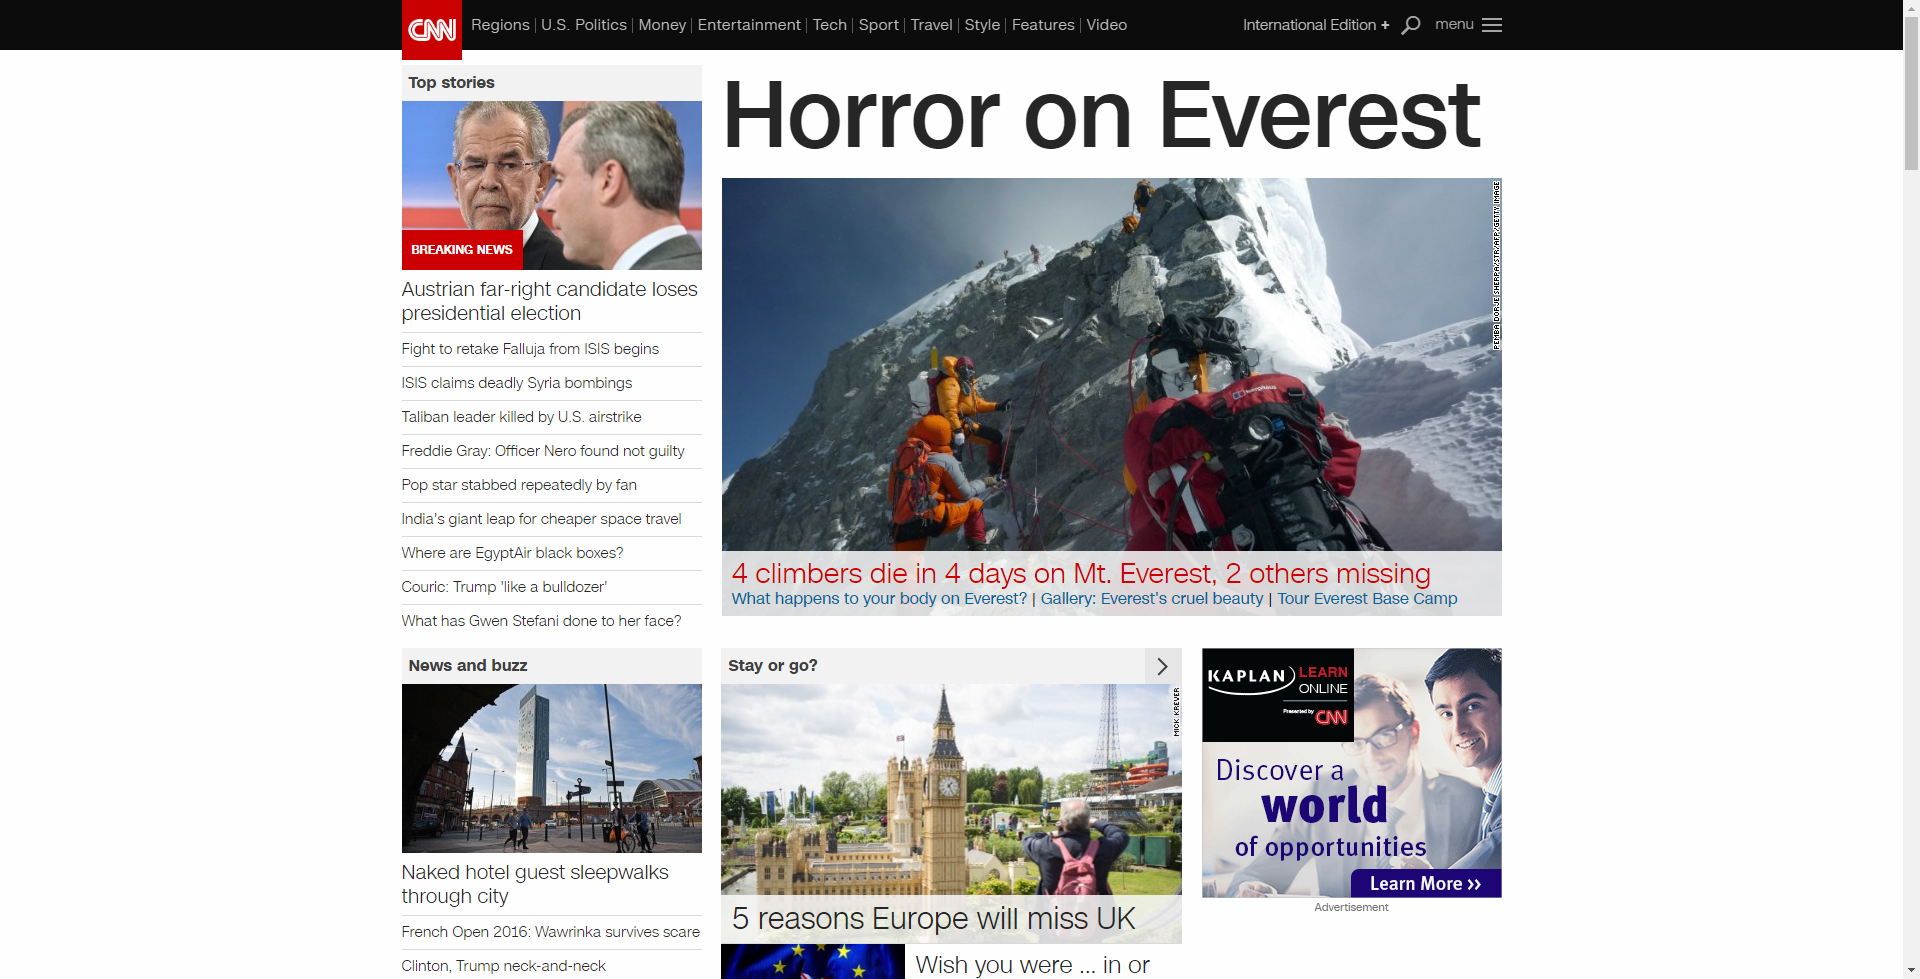 CNN
Regions
U.S. Politics
Money
Entertainment
Tech
Sport
Travel
Style
Features
Video
International Edition +
menu
Top stories
BREAKING NEWS
Austrian far-right candidate loses
presidential election
Fight to retake Falluja from ISIS begins
ISIS claims deadly Syria bombings
Taliban leader killed by U.S. airstrike
Freddie Gray: Officer Nero found not guilty
Pop star stabbed repeatedly by fan
India's giant leap for cheaper space travel
Where are EgyptAir black boxes?
Couric: Trump 'like a bulldozer'
What has Gwen Stefani done to her face?
Horror on Everest
PEMBA DORJE SHERPA/STR/AFP/GETTY IMAGE
4 climbers die in 4 days on Mt. Everest, 2 others missing
What happens to your body on Everest? | Gallery: Everest's cruel beauty | Tour Everest Base Camp
News and buzz
Naked hotel guest sleepwalks
through city
French Open 2016: Wawrinka survives scare
Clinton, Trump neck-and-neck
Stay or go?
MICK KREVER
5 reasons Europe will miss UK
Wish you were ... in or
KAPLAN
LEARN
ONLINE
Presented by CNN
Discover a
world
of opportunities
Learn More >>
Advertisement